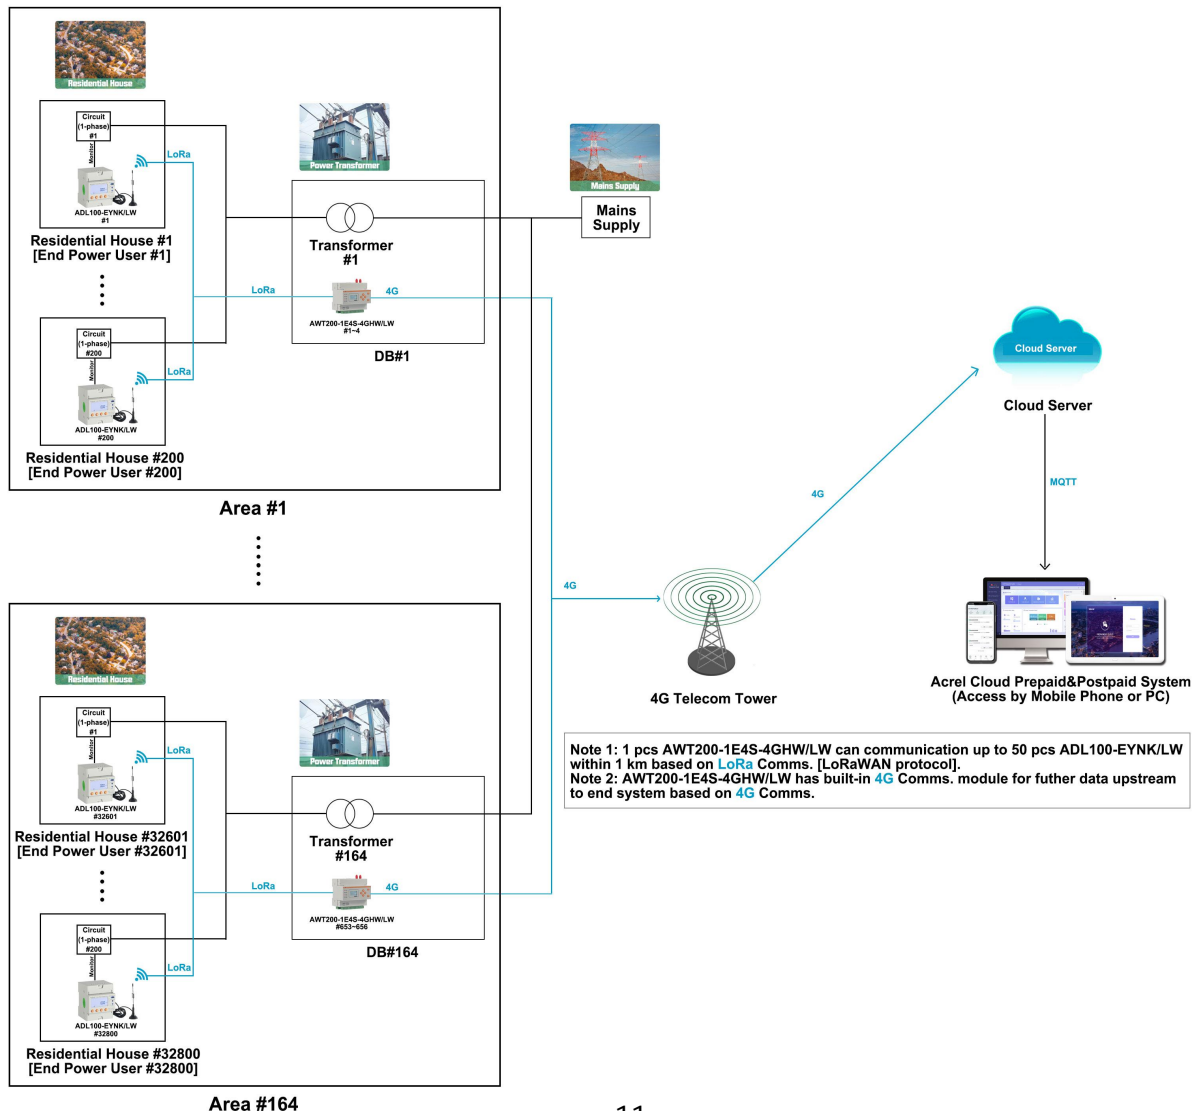 Residential House
Circuit
(1-phase)
#1
Monitor
LoRa
ADL100-EYNK/LW
#1
Residential House #1
[End Power User #1]
Circuit
(1-phase)
#200
Monitor
LoRa
ADL100-EYNK/LW
#200
Residential House #200
[End Power User #200]
LoRa
Power Transformer
Transformer
#1
4G
AWT200-1E4S-4GHW/LW
#1~4
DB#1
Area #1
Mains Supply
Mains
Supply
Residential House
Circuit
(1-phase)
#1
Monitor
LoRa
ADL100-EYNK/LW
#32601
Residential House #32601
[End Power User #32601]
Circuit
(1-phase)
#200
Monitor
LoRa
ADL100-EYNK/LW
#32800
Residential House #32800
[End Power User #32800]
LoRa
Power Transformer
Transformer
#164
4G
AWT200-1E4S-4GHW/LW
#653~656
DB#164
Area #164
4G
4G Telecom Tower
4G
Cloud Server
Cloud Server
MQTT
Acrel Cloud Prepaid&Postpaid System
(Access by Mobile Phone or PC)
Note 1: 1 pcs AWT200-1E4S-4GHW/LW can communication up to 50 pcs ADL100-EYNK/LW
within 1 km based on LoRa Comms. [LoRaWAN protocol].
Note 2: AWT200-1E4S-4GHW/LW has built-in 4G Comms. module for futher data upstream
to end system based on 4G Comms.